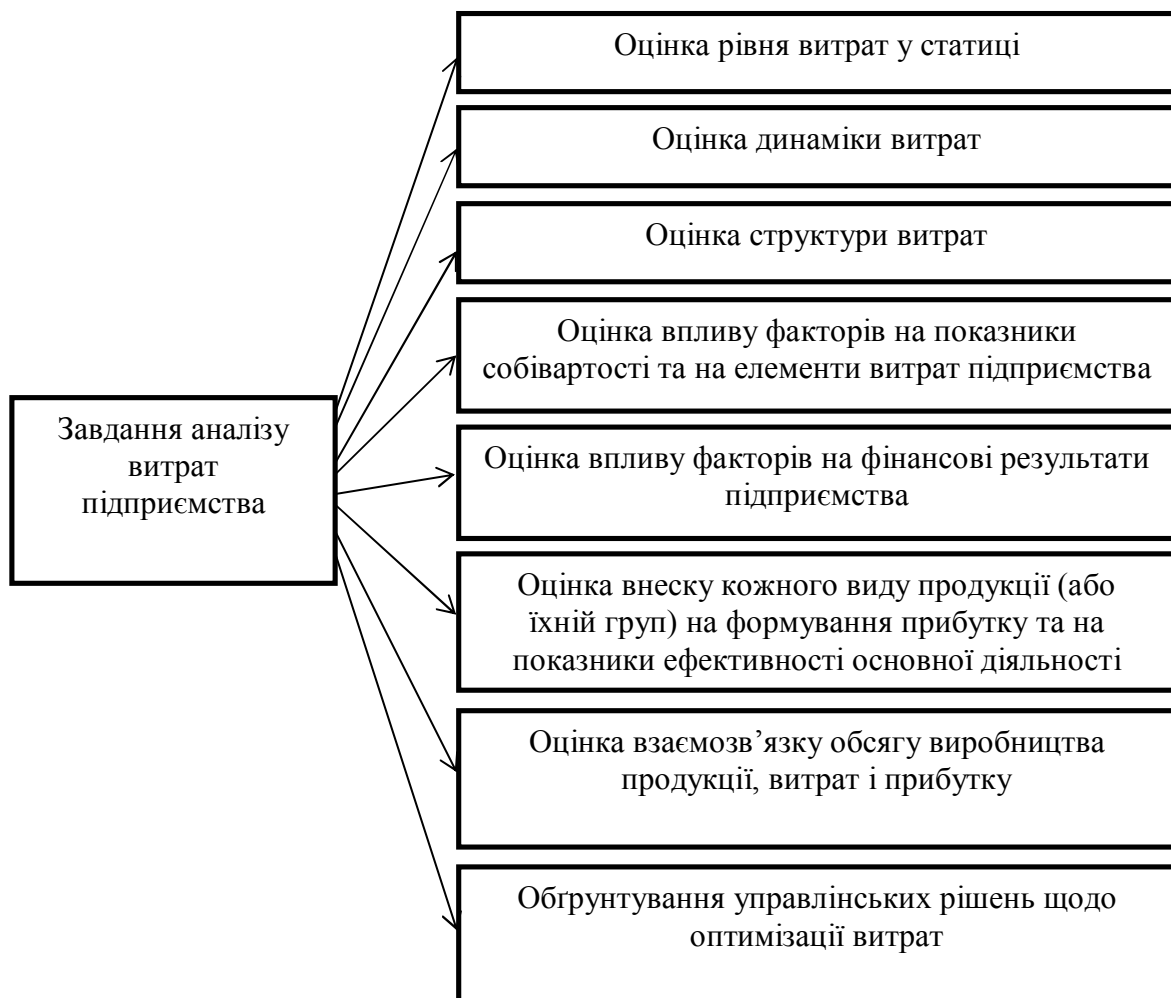 Оцінка рівня витрат у статиці
Оцінка динаміки витрат
Оцінка структури витрат
Оцінка впливу факторів на показники
собівартості та на елементи витрат підприємства
Завдання аналізу
витрат
підприємства
Оцінка впливу факторів на фінансові результати
підприємства
Оцінка внеску кожного виду продукції (або
їхній груп) на формування прибутку та на
показники ефективності основної діяльності
Оцінка взаємозв’язку обсягу виробництва
продукції, витрат і прибутку
Обґрунтування управлінських рішень щодо
оптимізації витрат